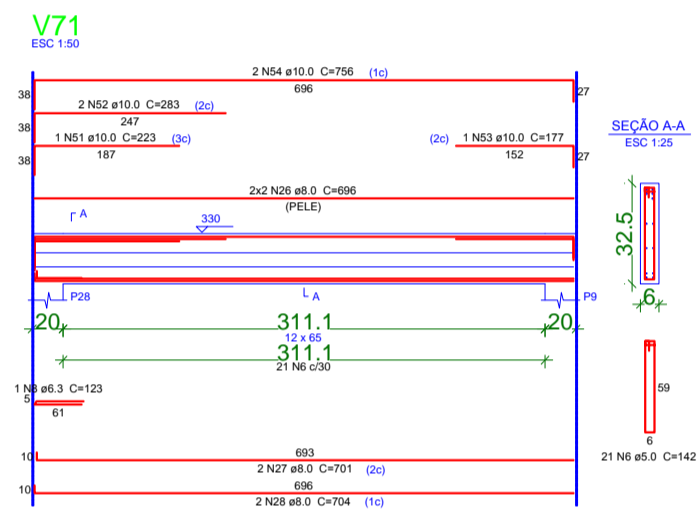 V71
ESC 1:50
2 N54 ø10.0 C=756 (1c)
38 696 27
2 N52 ø10.0 C=283 (2c)
38 247
1 N51 ø10.0 C=223 (3c) (2c) 1 N53 ø10.0 C=177
38 187 152 27
SEÇÃO A-A
ESC 1:25
2x2 N26 ø8.0 C=696
(PELE)
A
330
32.5
6
A
P28 P9
20 311.1 20
12 x 65
311.1
21 N6 c/30
1 N8 ø6.3 C=123
5
61
59
6
21 N6 ø5.0 C=142
10 693
2 N27 ø8.0 C=701 (2c)
10 696
2 N28 ø8.0 C=704 (1c)